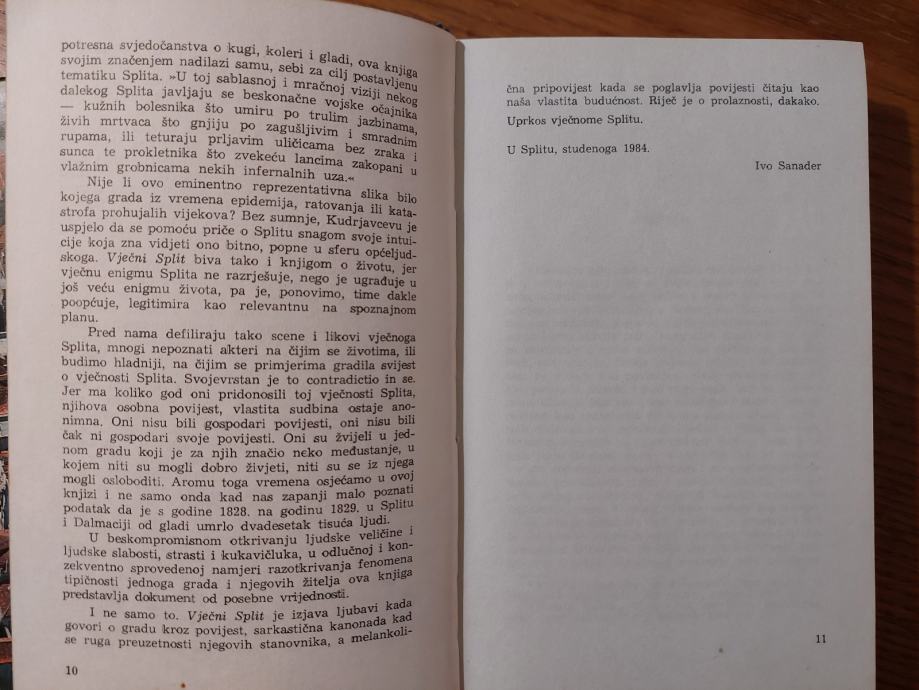 potresna svjedočanstva o kugi, koleri i gladi, ova knjiga
svojim značenjem nadilazi samu, sebi za cilj postavljenu
tematiku Splita. »U toj sablasnoj i mračnoj viziji nekog
dalekog Splita javljaju se beskonačne vojske očajnika
— kužnih bolesnika što umiru po trulim jazbinama,
živih mrtvaca što gnjiju po zagušljivim i smradnim
rupama, ili teturaju prljavim uličicama bez zraka i
sunca te prokletnika što zvekeću lancima zakopani u
vlažnim grobnicama nekih infernalnih uza.«
Nije li ovo eminentno reprezentativna slika bilo
kojega grada iz vremena epidemija, ratovanja ili kata-
strofa prohujalih vijekova? Bez sumnje, Kudrjavcevu je
uspjelo da se pomoću priče o Splitu snagom svoje intui-
cije koja zna vidjeti ono bitno, popne u sferu općeljud-
skoga. Vječni Split biva tako i knjigom o životu, jer
vječnu enigmu Splita ne razrješuje, nego je ugrađuje u
još veću enigmu života, pa je, ponovimo, time dakle
poopćuje, legitimira kao relevantnu na spoznajnom
planu.
Pred nama defiliraju tako scene i likovi vječnoga
Splita, mnogi nepoznati akteri na čijim se životima, ili
budimo hladniji, na čijim se primjerima gradila svijest
o vječnosti Splita. Svojevrstan je to contradictio in se.
Jer ma koliko god oni pridonosili toj vječnosti Splita,
njihova osobna povijest, vlastita sudbina ostaje ano-
nimna. Oni nisu bili gospodari povijesti, oni nisu bili
čak ni gospodari svoje povijesti. Oni su žvijeli u jed-
nom gradu koji je za njih značio neko međustanje, u
kojem niti su mogli dobro živjeti, niti su se iz njega
mogli osloboditi. Aromu toga vremena osjećamo u ovoj
knjizi i ne samo onda kad nas zapanji malo poznati
podatak da je s godine 1828. na godinu 1829. u Splitu
i Dalmaciji od gladi umrlo dvadesetak tisuća ljudi.
U beskompromisnom otkrivanju ljudske veličine i
ljudske slabosti, strasti i kukavičluka, u odlučnoj i kon-
zekventno sprovedenoj namjeri razotkrivanja fenomena
tipičnosti jednoga grada i njegovih žitelja ova knjiga
predstavlja dokument od posebne vrijednosti.
I ne samo to. Vječni Split je izjava ljubavi kada
govori o gradu kroz povijest, sarkastična kanonada kad
se ruga preuzetnosti njegovih stanovnika, a melankoli-
10
čna pripovijest kada se poglavlja povijesti čitaju kao
naša vlastita budućnost. Riječ je o prolaznosti, dakako.
Uprkos vječnome Splitu.
U Splitu, studenoga 1984.
Ivo Sanader
11